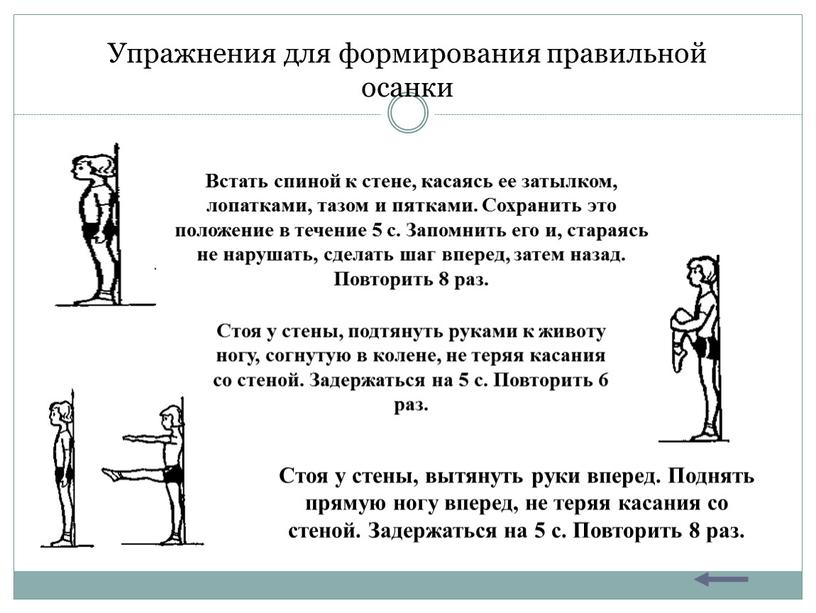 Упражнения для формирования правильной
осанки
Встать спиной к стене, касаясь ее затылком,
лопатками, тазом и пятками. Сохранить это
положение в течение 5 с. Запомнить его и, стараясь
не нарушать, сделать шаг вперед, затем назад.
Повторить 8 раз.
Стоя у стены, подтянуть руками к животу
ногу, согнутую в колене, не теряя касания
со стеной. Задержаться на 5 с. Повторить 6
раз.
Стоя у стены, вытянуть руки вперед. Поднять
прямую ногу вперед, не теряя касания со
стеной. Задержаться на 5 с. Повторить 8 раз.